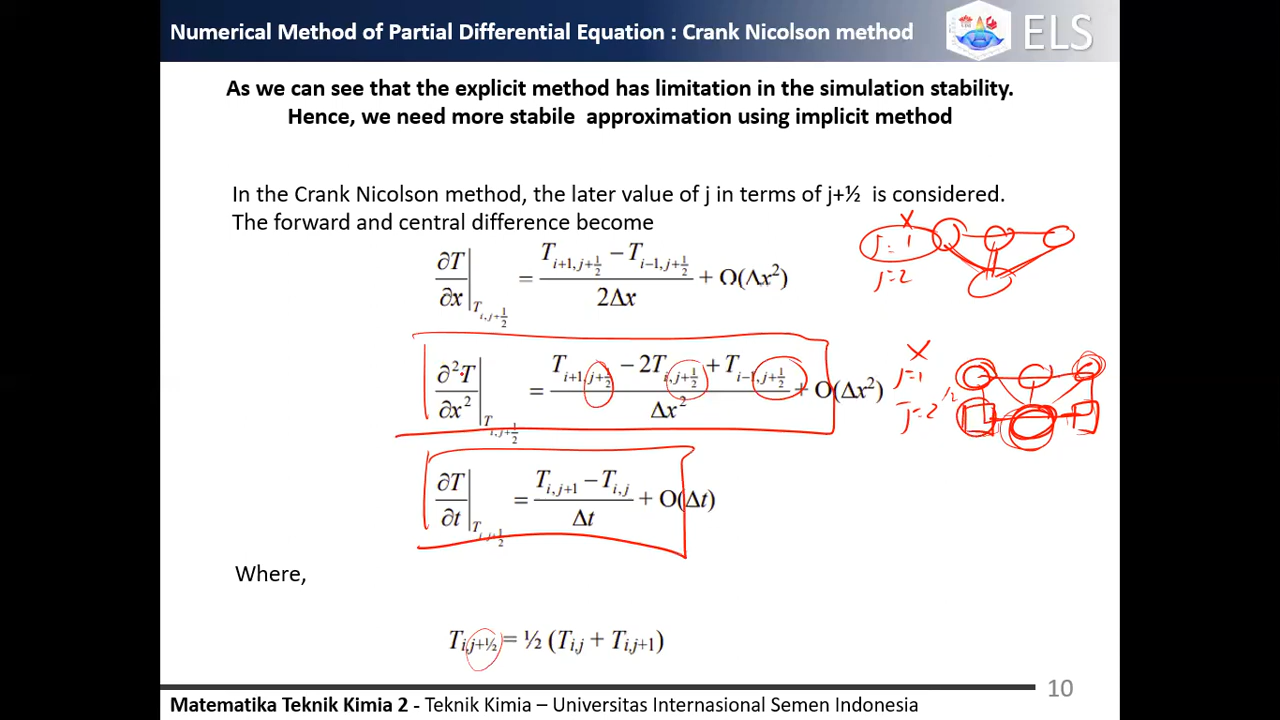 Numerical Method of Partial Differential Equation : Crank Nicolson method
ELS
As we can see that the explicit method has limitation in the simulation stability.
Hence, we need more stabile approximation using implicit method
In the Crank Nicolson method, the later value of j in terms of j+½ is considered.
The forward and central difference become
∂T/∂x |T i,j+1/2 = (T i+1,j+1/2 − T i−1,j+1/2) / 2Δx + O(Δx²)
X
J=1
J=2
∂²T/∂x² |T i,j+1/2 = (T i+1,j+1/2 − 2T i,j+1/2 + T i−1,j+1/2) / Δx² + O(Δx²)
X
J=1
1/2
J=2
∂T/∂t |T i,j+1/2 = (T i,j+1 − T i,j) / Δt + O(Δt)
Where,
T i,j+½ = ½ (T i,j + T i,j+1)
10
Matematika Teknik Kimia 2 - Teknik Kimia – Universitas Internasional Semen Indonesia